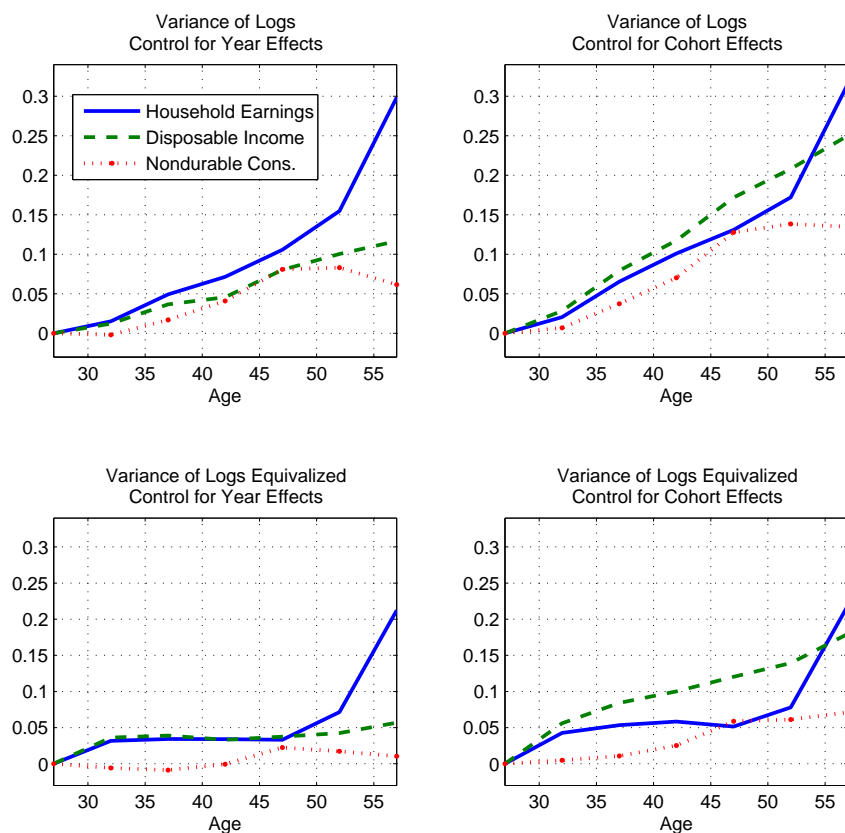 Variance of Logs
Control for Year Effects
0.3
0.25
0.2
0.15
0.1
0.05
0
Household Earnings
Disposable Income
Nondurable Cons.
30 35 40 45 50 55
Age
Variance of Logs
Control for Cohort Effects
0.3
0.25
0.2
0.15
0.1
0.05
0
30 35 40 45 50 55
Age
Variance of Logs Equivalized
Control for Year Effects
0.3
0.25
0.2
0.15
0.1
0.05
0
30 35 40 45 50 55
Age
Variance of Logs Equivalized
Control for Cohort Effects
0.3
0.25
0.2
0.15
0.1
0.05
0
30 35 40 45 50 55
Age